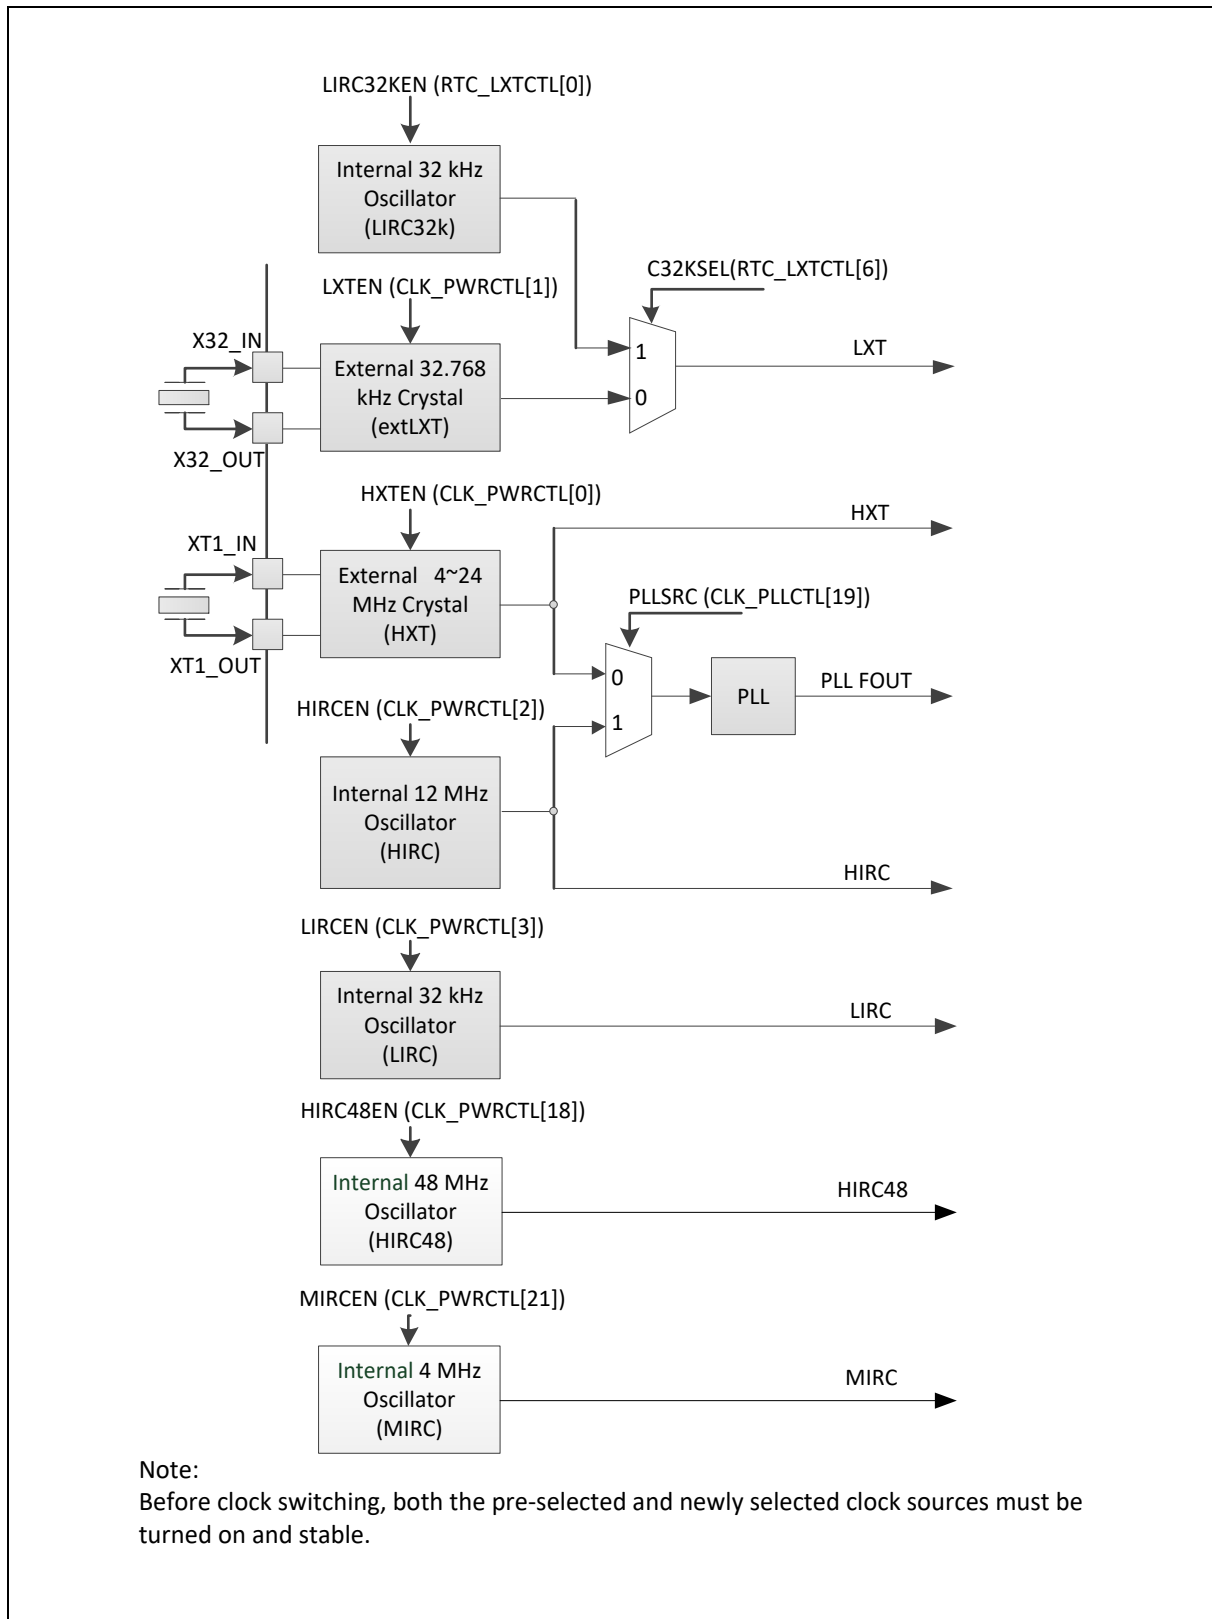 LIRC32KEN (RTC_LXTCTL[0])
Internal 32 kHz
Oscillator
(LIRC32k)
C32KSEL(RTC_LXTCTL[6])
LXTEN (CLK_PWRCTL[1])
X32_IN
1
LXT
External 32.768
kHz Crystal
(extLXT)
0
X32_OUT
HXTEN (CLK_PWRCTL[0])
HXT
XT1_IN
External   4~24
MHz Crystal
(HXT)
PLLSRC (CLK_PLLCTL[19])
XT1_OUT
0
PLL
PLL FOUT
HIRCEN (CLK_PWRCTL[2])
1
Internal 12 MHz
Oscillator
(HIRC)
HIRC
LIRCEN (CLK_PWRCTL[3])
Internal 32 kHz
Oscillator
(LIRC)
LIRC
HIRC48EN (CLK_PWRCTL[18])
Internal 48 MHz
Oscillator
(HIRC48)
HIRC48
MIRCEN (CLK_PWRCTL[21])
Internal 4 MHz
Oscillator
(MIRC)
MIRC
Note:
Before clock switching, both the pre-selected and newly selected clock sources must be
turned on and stable.